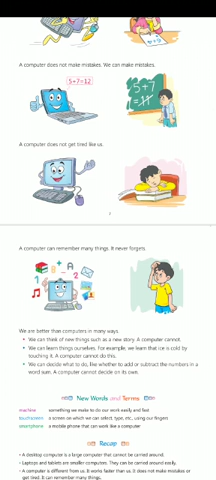 A computer does not make mistakes. We can make mistakes.
5+7=12
5+7
=11
A computer does not get tired like us.
A computer can remember many things. It never forgets
We are better than computers in many ways
• We can think of new things such as a new story. A computer cannot
• We can learn things ourselves. For example, we learn that ice is cold by
touching it. A computer cannot do this.
• We can decide what to do, like whether to add or subtract the numbers in a
word sum. A computer cannot decide on its own.
New Words and Terms
machine something we make to do our work easily and fast
touchscreen a screen on which we can select, type, etc., using our fingers
smartphone a mobile phone that can work like a computer
Recap
• A desktop computer is a large computer that cannot be carried around.
• Laptops and tablets are smaller computers. They can be carried around easily.
• A computer is different from us. It works faster than us. It does not make mistakes or
get tired. It can remember many things.